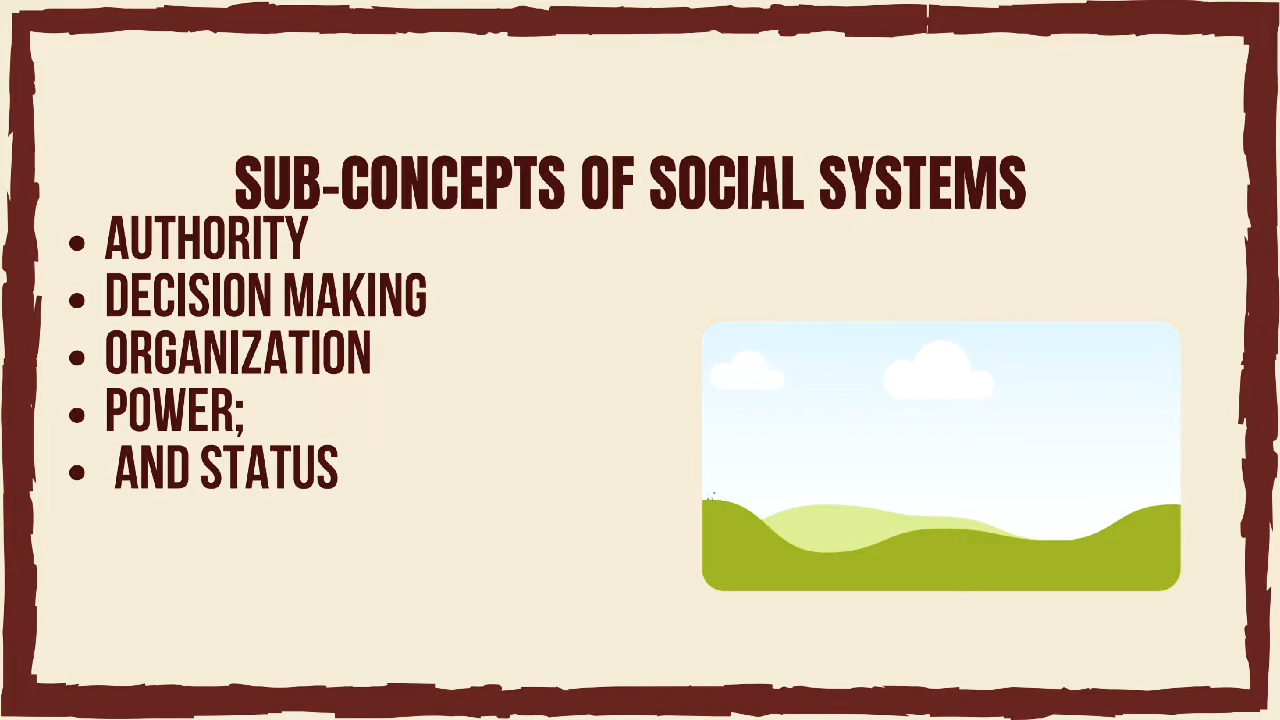 SUB-CONCEPTS OF SOCIAL SYSTEMS
• AUTHORITY
• DECISION MAKING
• ORGANIZATION
• POWER;
• AND STATUS